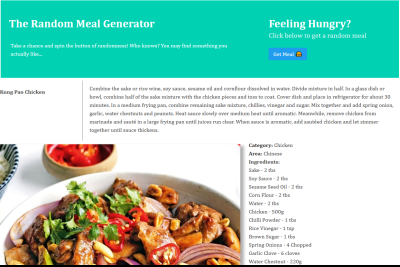 The Random Meal Generator
Take a chance and spin the button of randomness! Who knows? You may find something you
actually like...
Feeling Hungry?
Click below to get a random meal
Get Meal 🍔
Kung Pao Chicken
Combine the sake or rice wine, soy sauce, sesame oil and cornflour dissolved in water. Divide mixture in half. In a glass dish or
bowl, combine half of the sake mixture with the chicken pieces and toss to coat. Cover dish and place in refrigerator for about 30
minutes. In a medium frying pan, combine remaining sake mixture, chillies, vinegar and sugar. Mix together and add spring onion,
garlic, water chestnuts and peanuts. Heat sauce slowly over medium heat until aromatic. Meanwhile, remove chicken from
marinade and sauté in a large frying pan until juices run clear. When sauce is aromatic, add sautéed chicken and let simmer
together until sauce thickens.
Category: Chicken
Area: Chinese
Ingredients:
Sake - 2 tbs
Soy Sauce - 2 tbs
Sesame Seed Oil - 2 tbs
Corn Flour - 2 tbs
Water - 2 tbs
Chicken - 500g
Chilli Powder - 1 tbs
Rice Vinegar - 1 tsp
Brown Sugar - 1 tbs
Spring Onions - 4 Chopped
Garlic Clove - 6 cloves
Water Chestnut - 220g